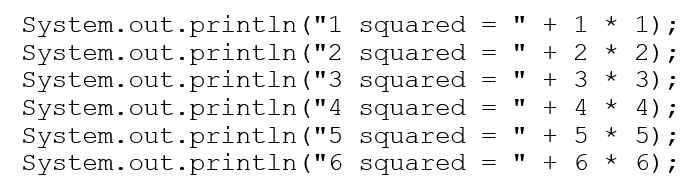 System.out.println("1 squared = " + 1 * 1);
System.out.println("2 squared = " + 2 * 2);
System.out.println("3 squared = " + 3 * 3);
System.out.println("4 squared = " + 4 * 4);
System.out.println("5 squared = " + 5 * 5);
System.out.println("6 squared = " + 6 * 6);